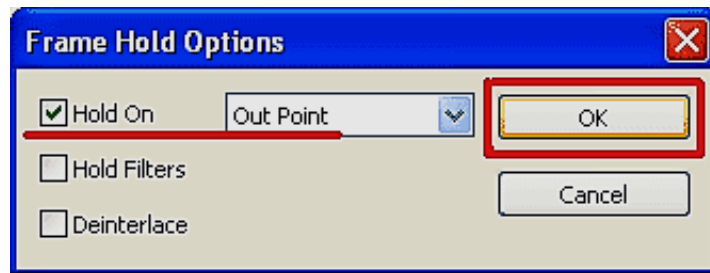 Frame Hold Options
Hold On Out Point OK
Hold Filters
Cancel
Deinterlace